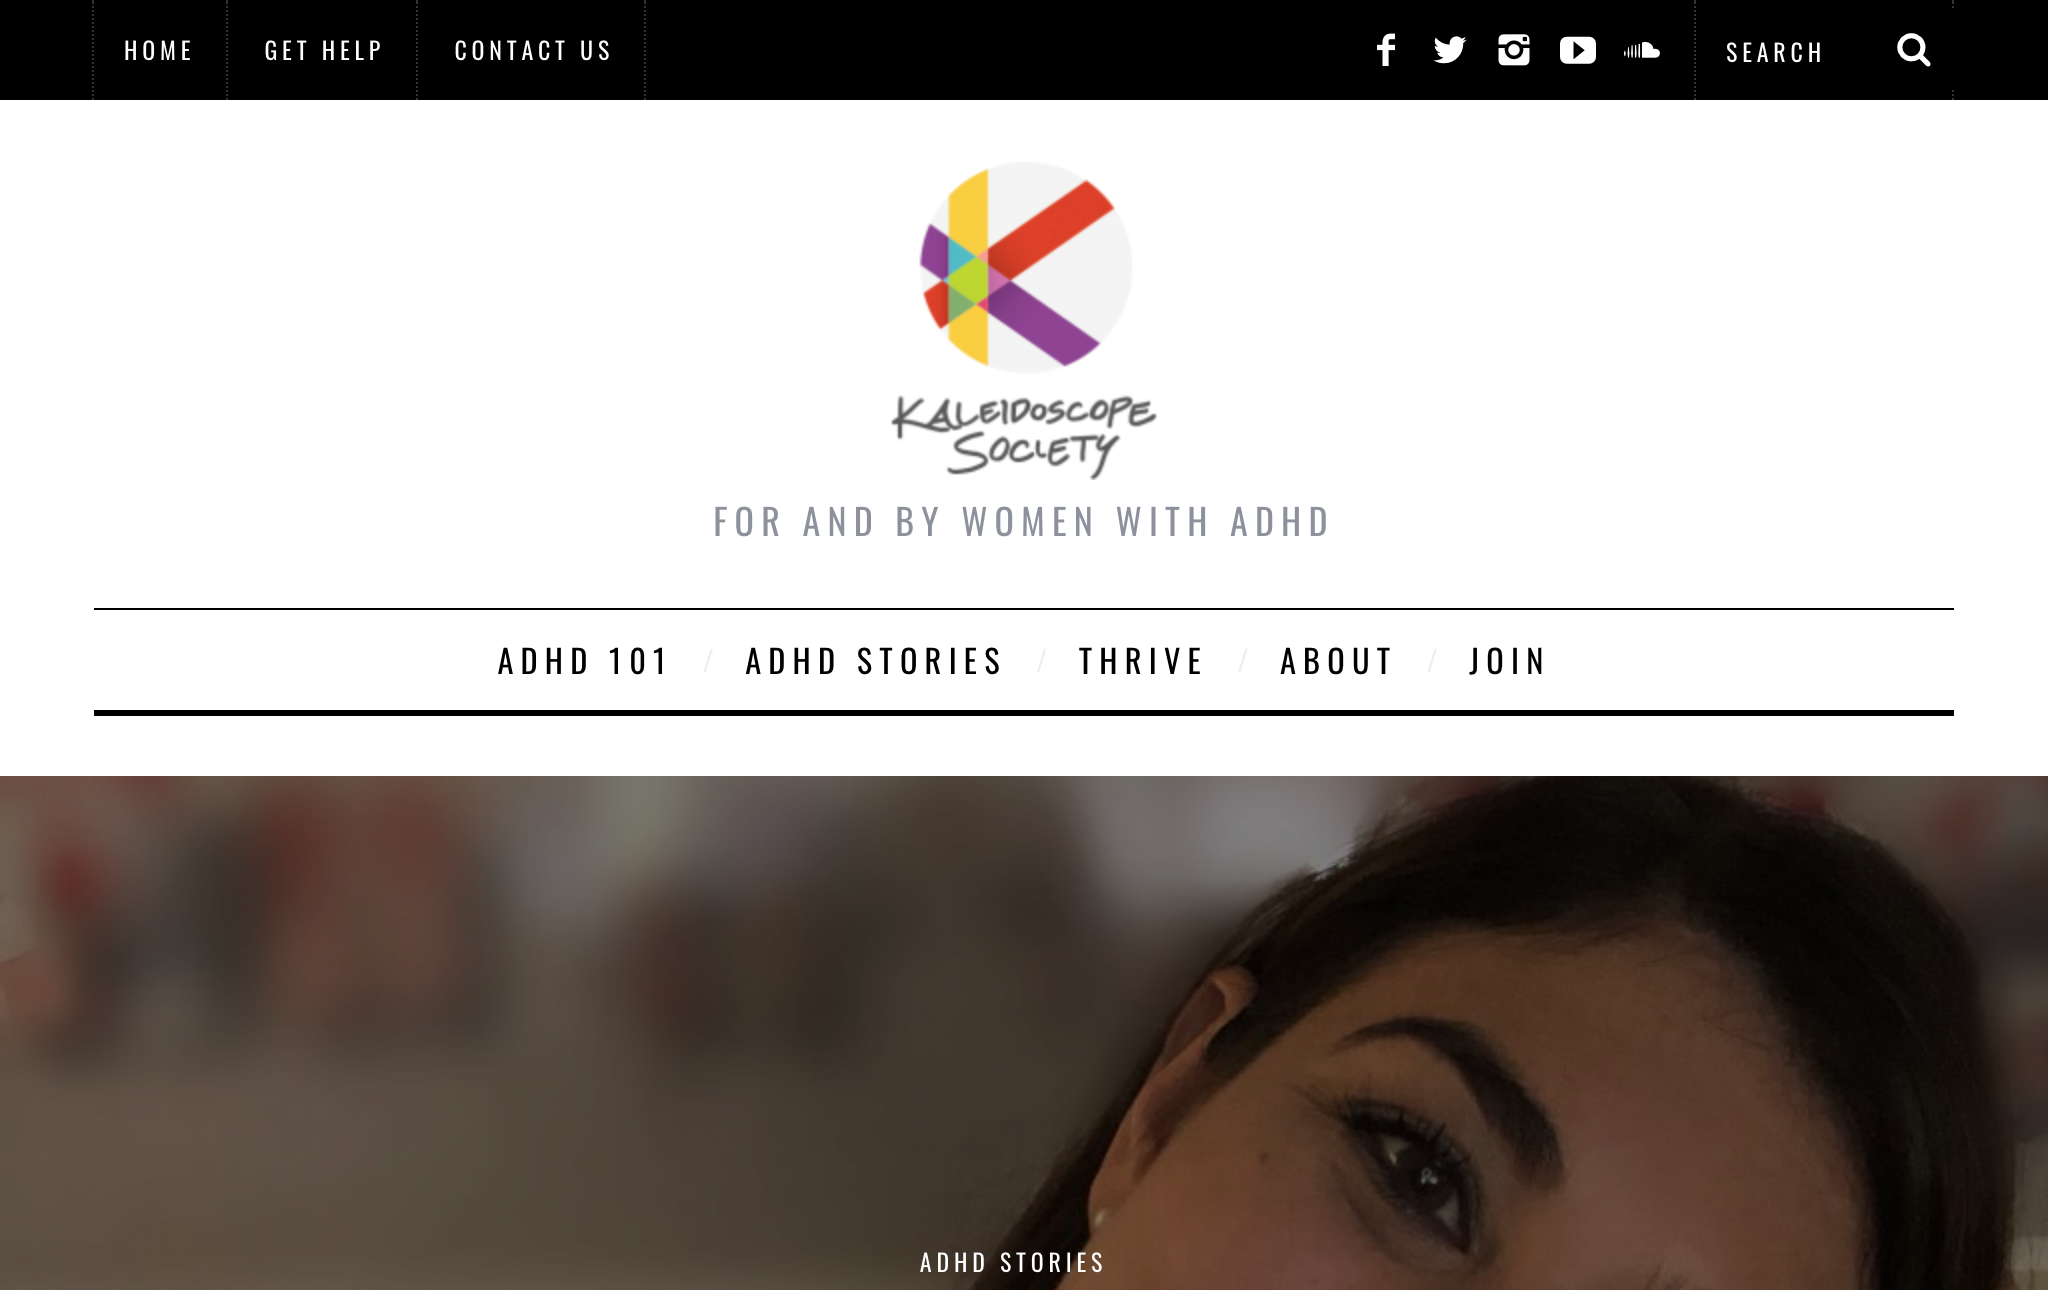 HOME GET HELP CONTACT US SEARCH
KALEIDOSCOPE
SOCIETY
FOR AND BY WOMEN WITH ADHD
ADHD 101 / ADHD STORIES / THRIVE / ABOUT / JOIN
ADHD STORIES